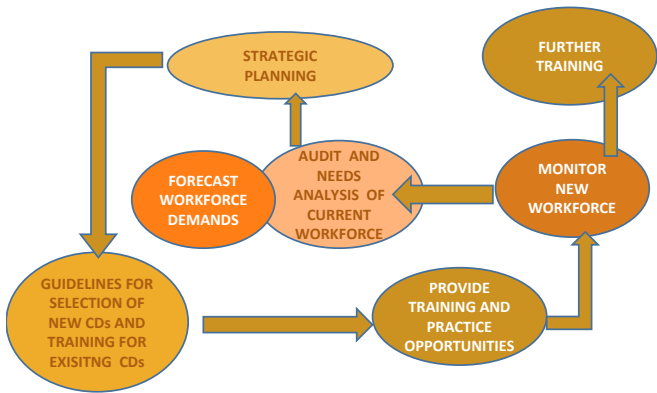 STRATEGIC
PLANNING
FURTHER
TRAINING
FORECAST
WORKFORCE
DEMANDS
AUDIT AND
NEEDS
ANALYSIS OF
CURRENT
WORKFORCE
MONITOR
NEW
WORKFORCE
GUIDELINES FOR
SELECTION OF
NEW CDs AND
TRAINING FOR
EXISITNG CDs
PROVIDE
TRAINING AND
PRACTICE
OPPORTUNITIES